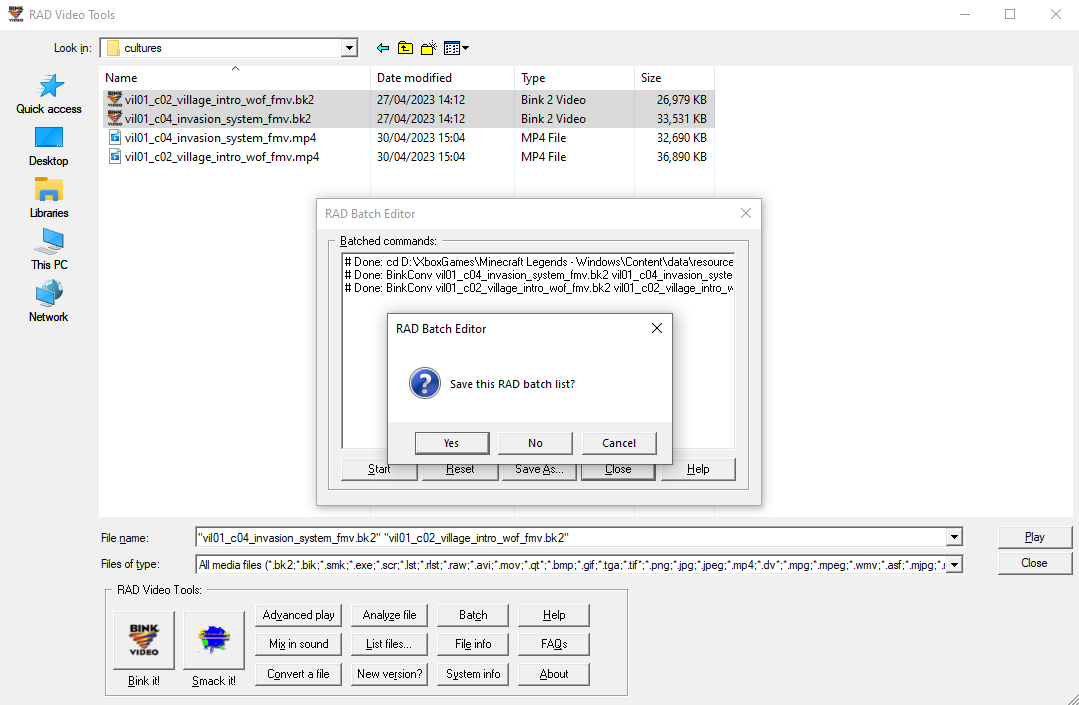 RAD Video Tools
Look in: cultures
Quick access
Desktop
Libraries
This PC
Network
Name Date modified Type Size
vil01_c02_village_intro_wof_fmv.bk2 27/04/2023 14:12 Bink 2 Video 26,979 KB
vil01_c04_invasion_system_fmv.bk2 27/04/2023 14:12 Bink 2 Video 33,531 KB
vil01_c04_invasion_system_fmv.mp4 30/04/2023 15:04 MP4 File 32,690 KB
vil01_c02_village_intro_wof_fmv.mp4 30/04/2023 15:04 MP4 File 36,890 KB
RAD Batch Editor
Batched commands:
# Done: cd D:\XboxGames\Minecraft Legends - Windows\Content\data\resource
# Done: BinkConv vil01_c04_invasion_system_fmv.bk2 vil01_c04_invasion_syste
# Done: BinkConv vil01_c02_village_intro_wof_fmv.bk2 vil01_c02_village_intro_w
RAD Batch Editor
Save this RAD batch list?
Yes No Cancel
Start Reset Save As... Close Help
File name: "vil01_c04_invasion_system_fmv.bk2" "vil01_c02_village_intro_wof_fmv.bk2" Play
Files of type: All media files (*.bk2;*.bik;*.smk;*.exe;*.scr;*.lst;*.rlst;*.raw;*.avi;*.mov;*.qt*;*.bmp;*.gif;*.tga;*.tif*;*.png;*.jpg;*.jpeg;*.mp4;*.dv*;*.mpg;*.mpeg;*.wmv;*.asf;*.mjpg;*.r Close
RAD Video Tools:
BINK VIDEO
Bink it!
Smack it!
Advanced play Analyze file Batch Help
Mix in sound List files... File info FAQs
Convert a file New version? System info About